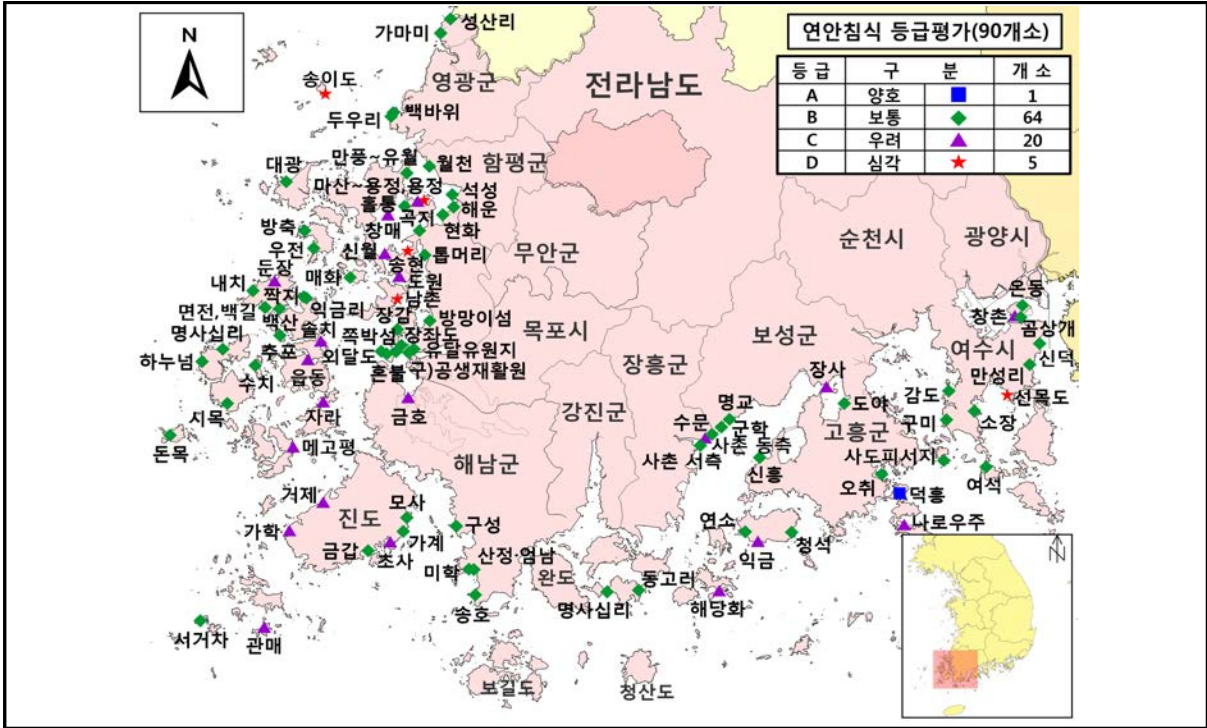 연안침식 등급평가(90개소)
등 급 구 분 개 소
A 양호 1
B 보통 64
C 우려 20
D 심각 5
N
성산리
가마미
송이도
영광군
전라남도
백바위
두우리
만풍~유월
월천
함평군
대광
마산~용정,용정
석성
홀통
해운
곡지
창매
현화
방축
무안군
순천시
광양시
우전
신월
송현
톱머리
둔장
매화
도원
내치
짝지
익금리
남촌
온동
창촌
곰상개
면전,백길
백산
솔치
장감
방망이섬
목포시
보성군
여수시
명사십리
쪽박섬
장좌도
신덕
추포
외달도
유달유원지
장흥군
하누넘
수치
읍동
흔불
구)공생재활원
장사
만성리
선목도
시목
자라
금호
강진군
명교
도야
감도
돈목
메고평
수문
군학
고흥군
구미
소장
해남군
사촌 서측
사촌 동측
신흥
사도피서지
여석
거제
모사
오취
덕흥
가학
진도
구성
연소
나로우주
금갑
초사
가계
산정·엄남
익금
청석
미학
완도
동고러
송호
명사십리
해당화
서거차
관매
보길도
청산도
N